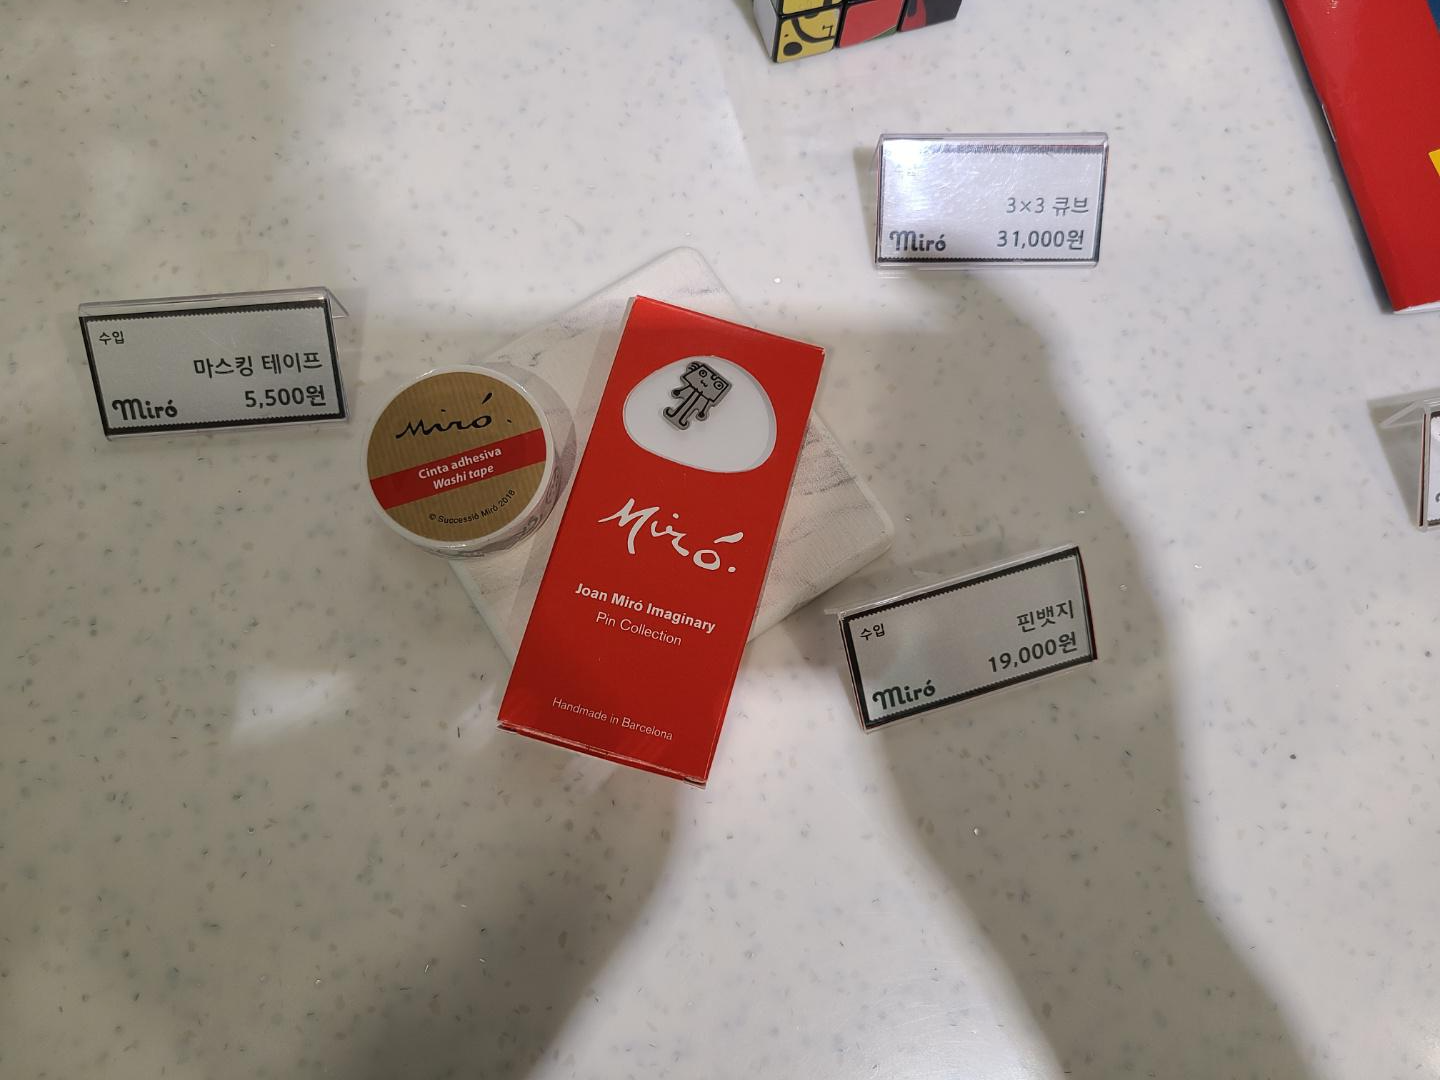 3×3 큐브
miró 31,000원
수입
마스킹 테이프
miró 5,500원
Miró.
Cinta adhesiva
Washi tape
© Successió Miró 2018
Miró.
Joan Miró Imaginary
Pin Collection
Handmade in Barcelona
수입
핀뱃지
miró 19,000원